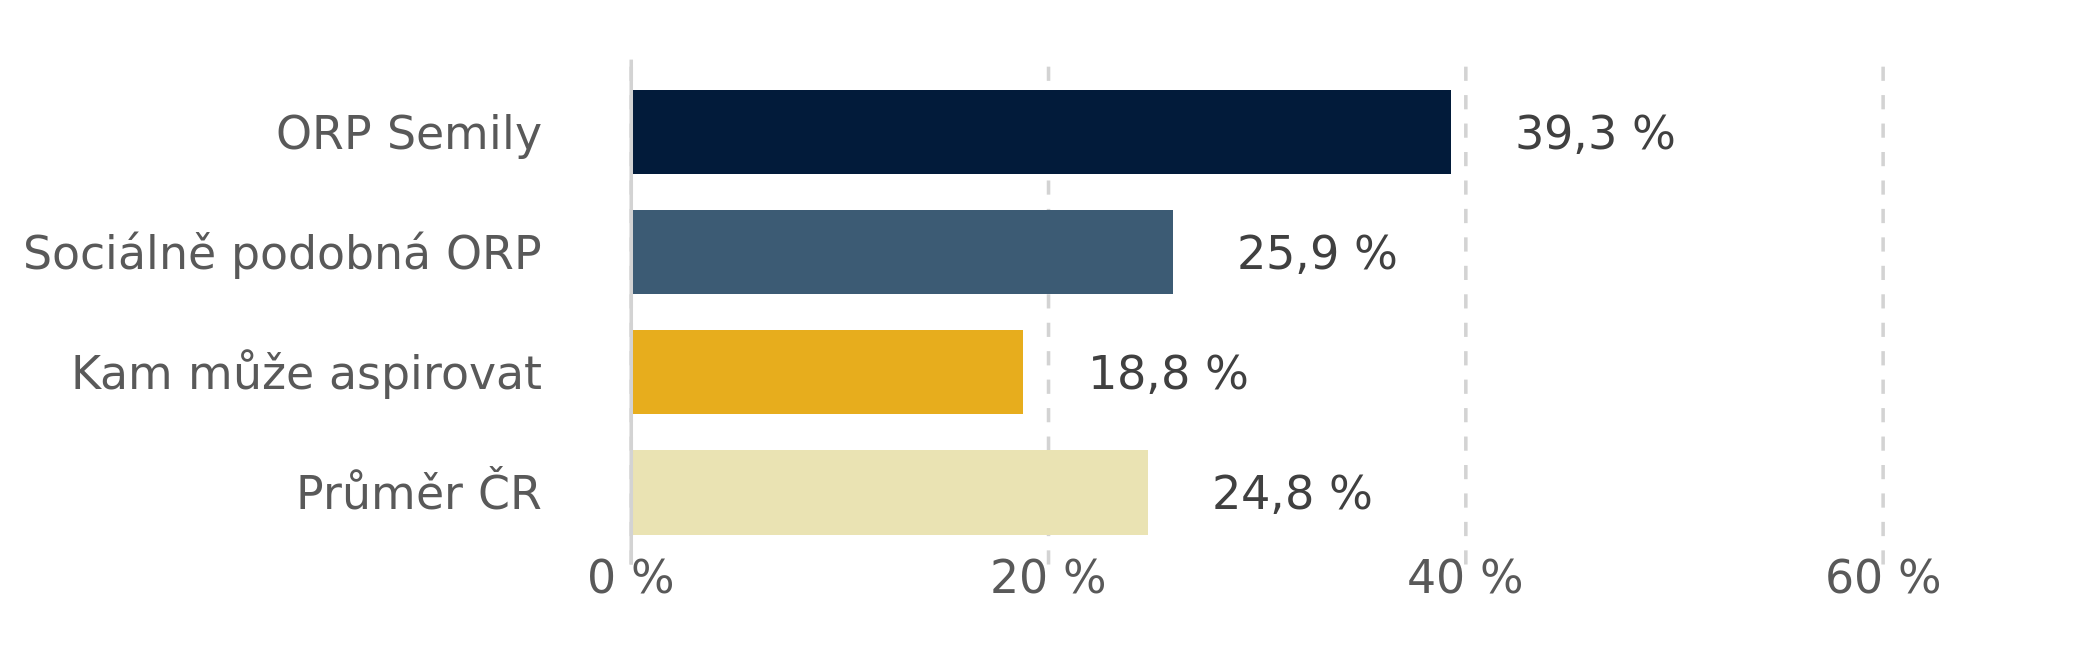 ORP Semily
39,3 %
Sociálně podobná ORP
25,9 %
Kam může aspirovat
18,8 %
Průměr ČR
24,8 %
0 %
20 %
40 %
60 %